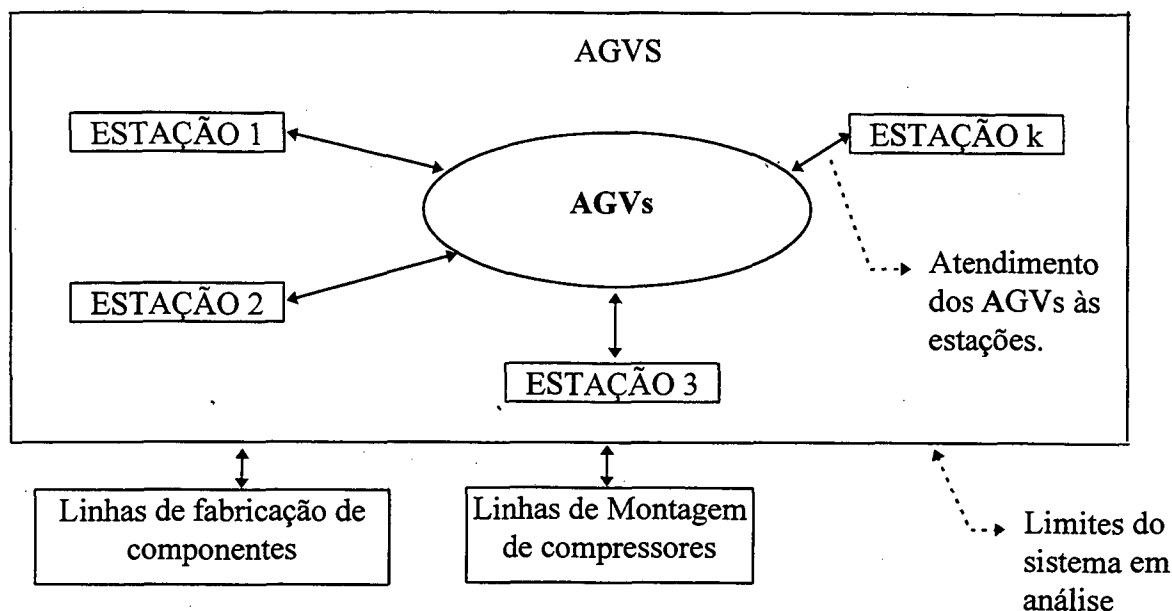 AGVS
ESTAÇÃO 1
ESTAÇÃO k
AGVs
ESTAÇÃO 2
Atendimento
dos AGVs às
estações.
ESTAÇÃO 3
Linhas de fabricação de
componentes
Linhas de Montagem
de compressores
Limites do
sistema em
análise